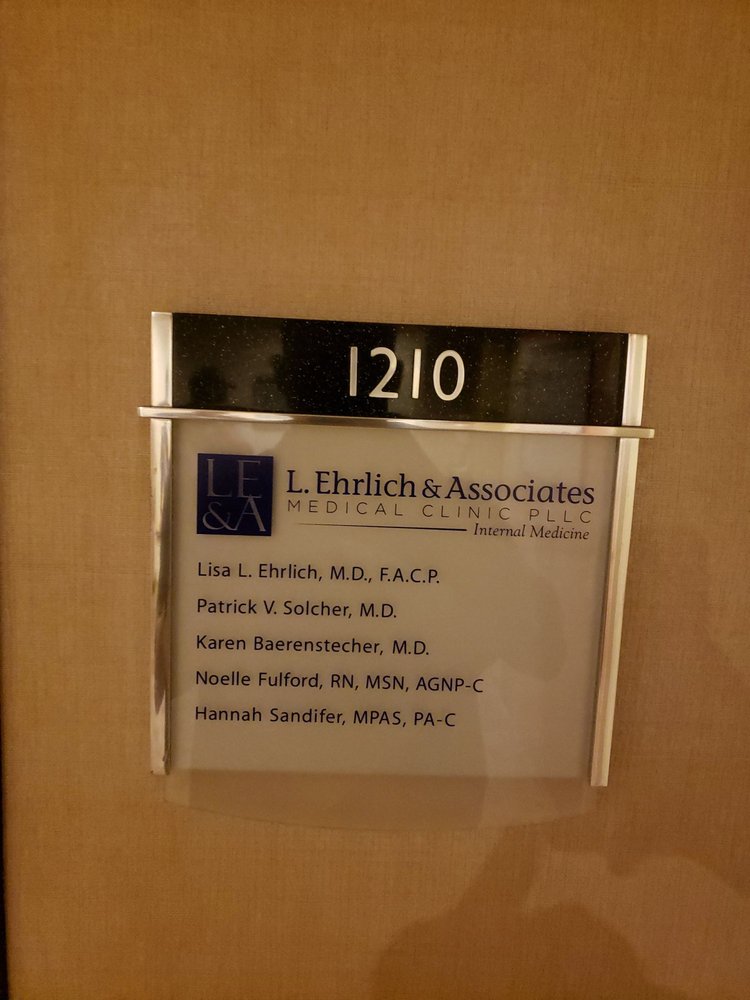 1210
LE
&A
L. Ehrlich & Associates
MEDICAL CLINIC PLLC
Internal Medicine
Lisa L. Ehrlich, M.D., F.A.C.P.
Patrick V. Solcher, M.D.
Karen Baerenstecher, M.D.
Noelle Fulford, RN, MSN, AGNP-C
Hannah Sandifer, MPAS, PA-C